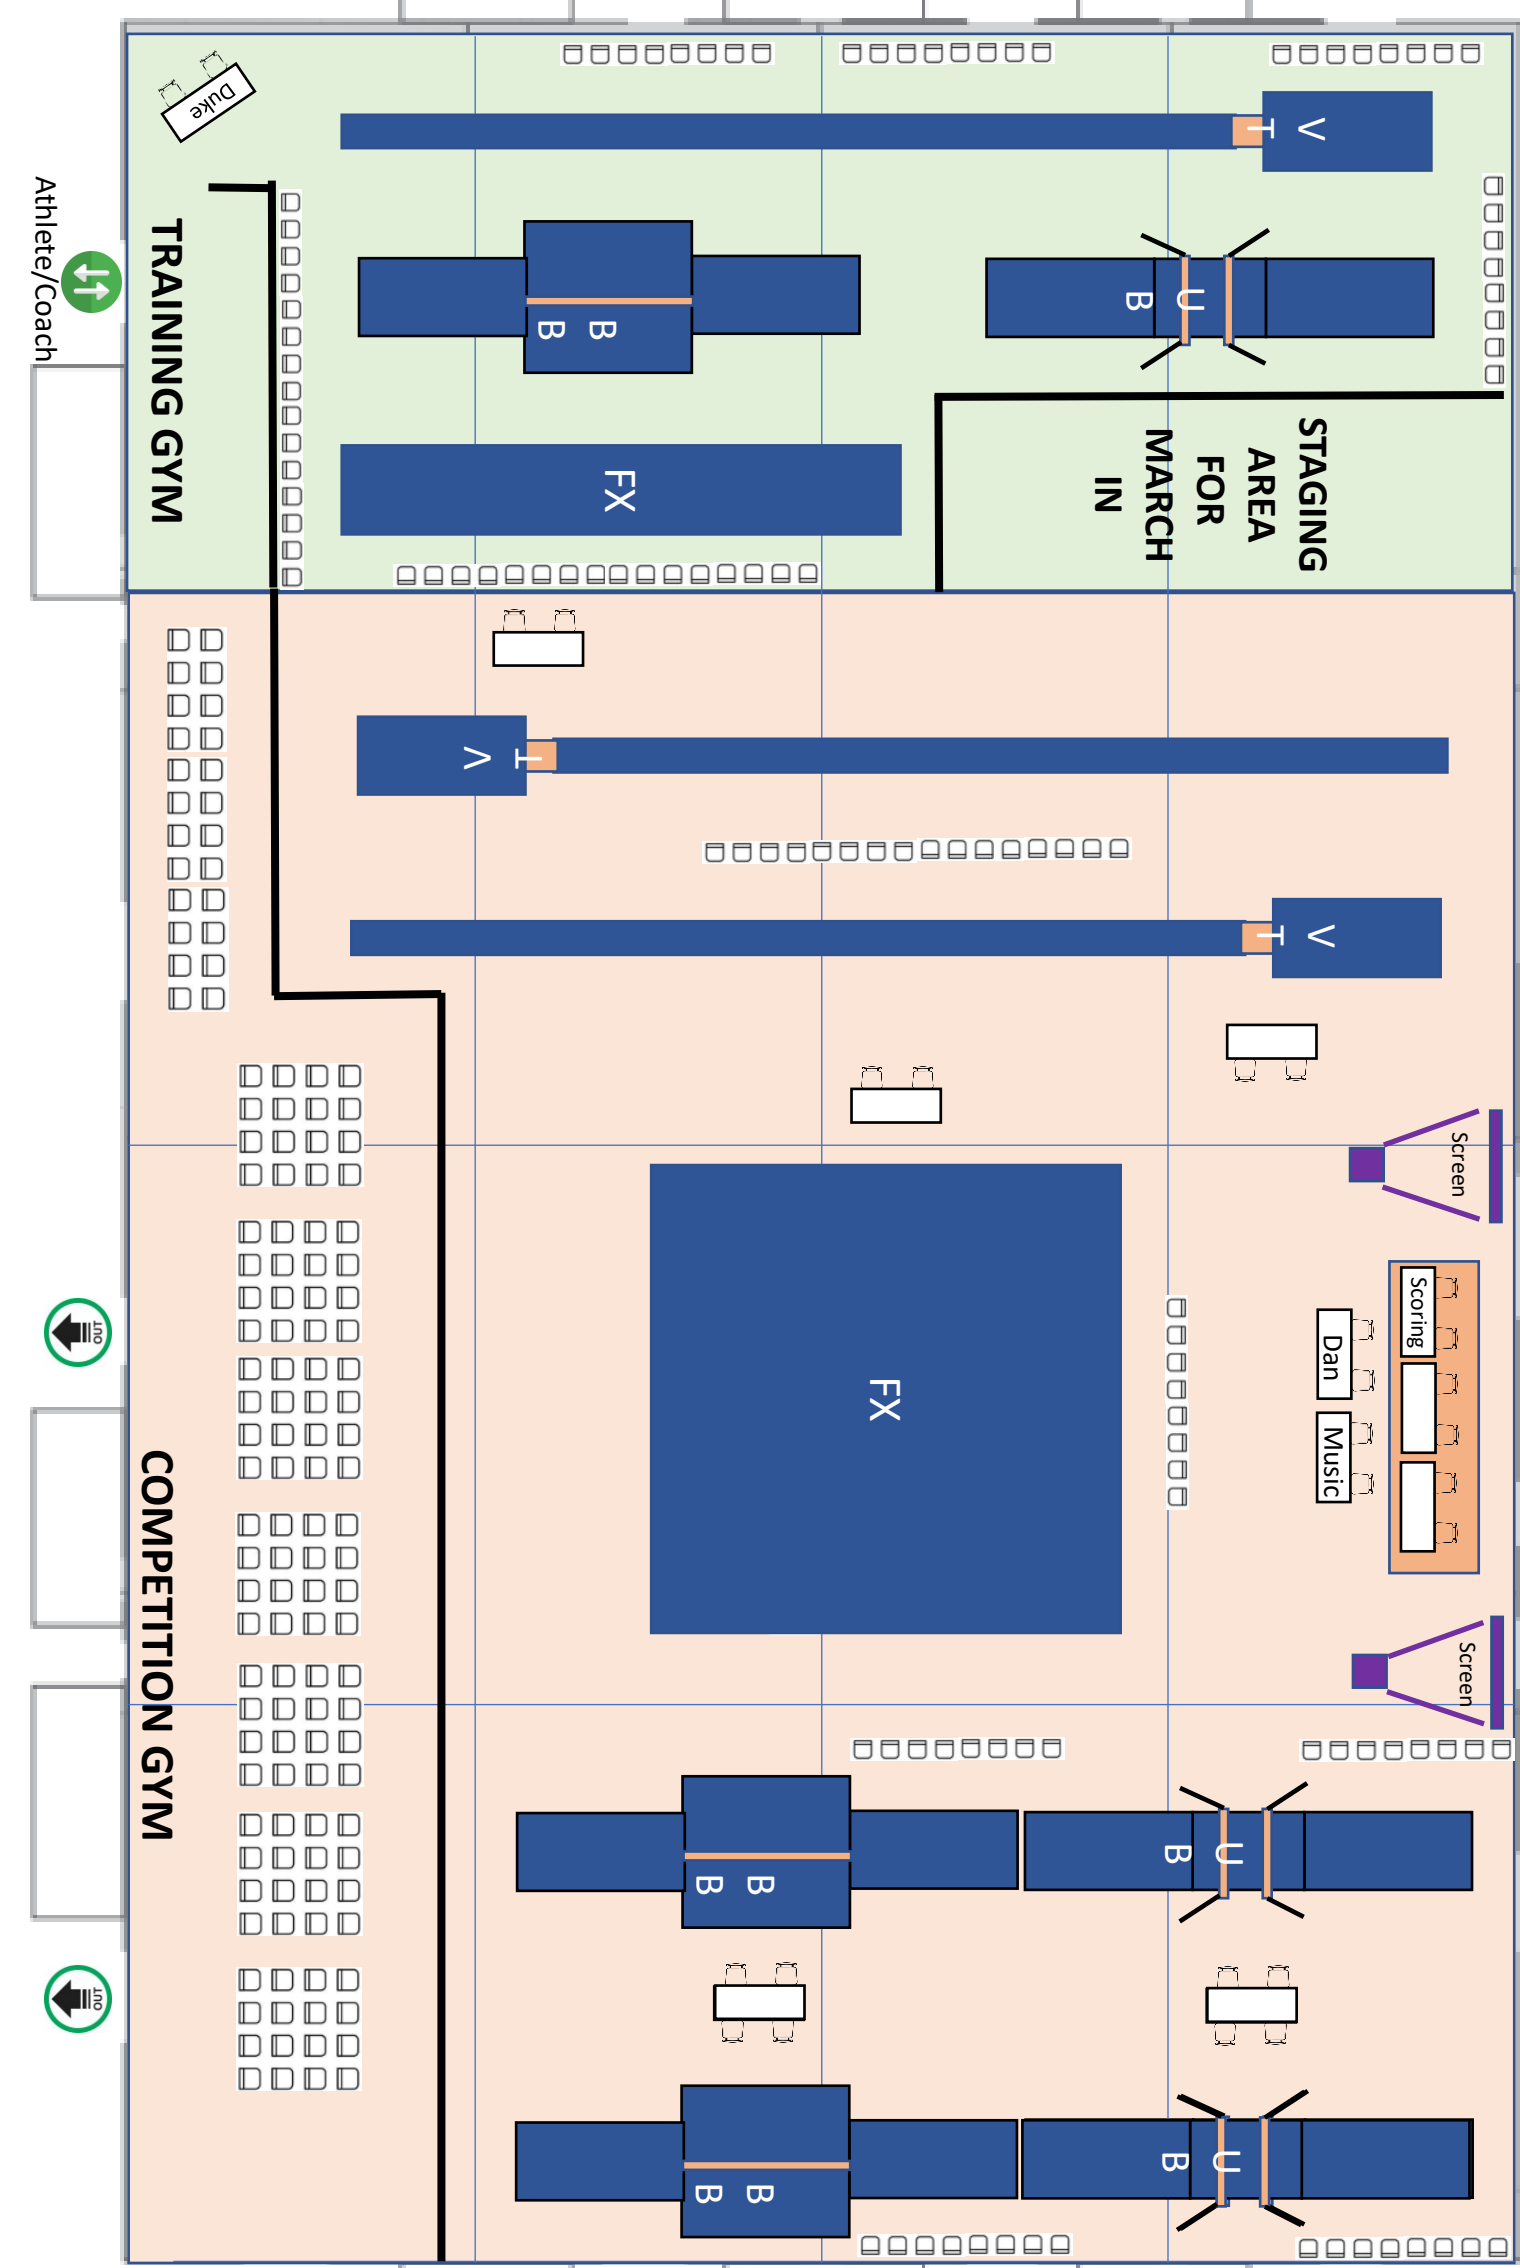 Duke
V
T
Athlete/Coach
TRAINING GYM
B B
U
B
FX
STAGING
AREA
FOR
MARCH
IN
V
T
V
T
Screen
Scoring
Dan
Music
FX
OUT
Screen
COMPETITION GYM
B B
U
B
OUT
B B
U
B